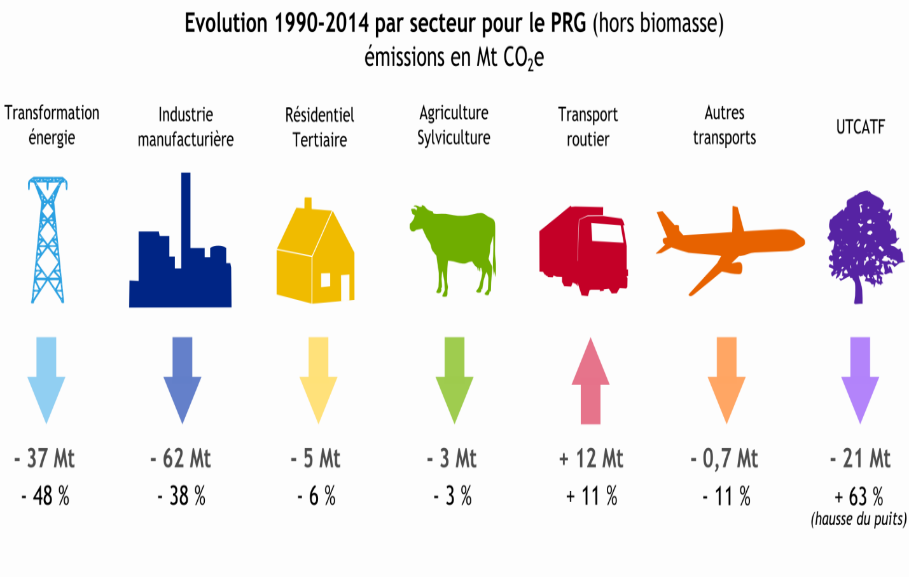 Evolution 1990-2014 par secteur pour le PRG (hors biomasse)
émissions en Mt CO₂e
Transformation
énergie
Industrie
manufacturière
Résidentiel
Tertiaire
Agriculture
Sylviculture
Transport
routier
Autres
transports
UTCATF
- 37 Mt
- 62 Mt
- 5 Mt
- 3 Mt
+ 12 Mt
- 0,7 Mt
- 21 Mt
- 48 %
- 38 %
- 6 %
- 3 %
+ 11 %
- 11 %
+ 63 %
(hausse du puits)